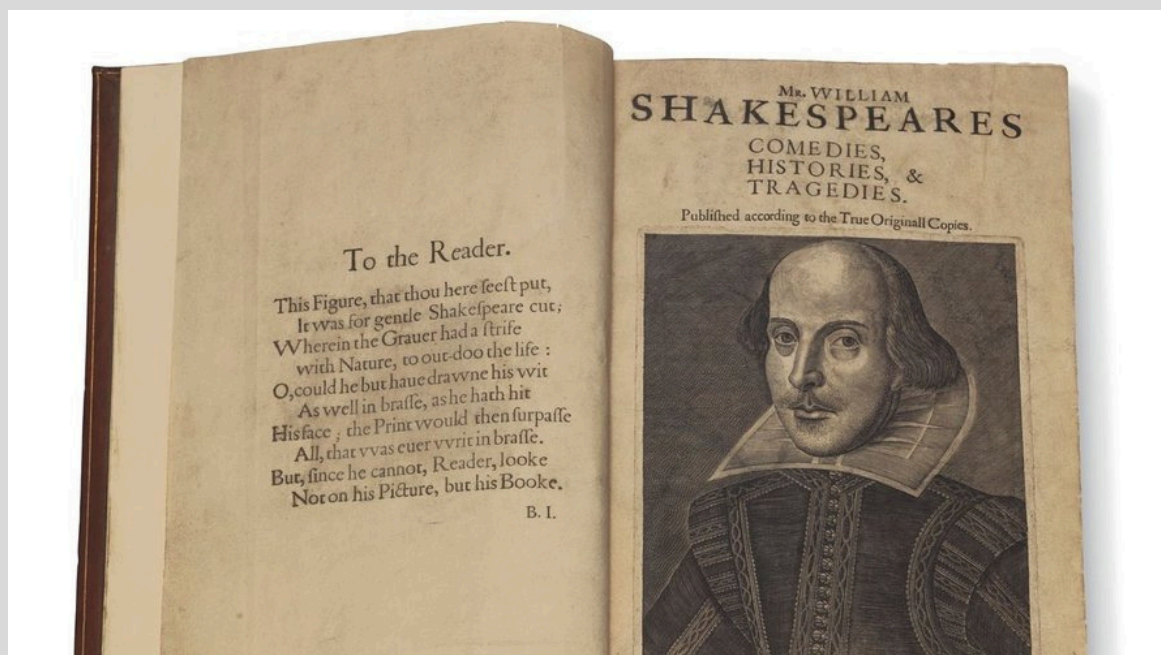 To the Reader.
This Figure, that thou here ſeeſt put,
It was for gentle Shakeſpeare cut;
Wherein the Grauer had a ſtrife
with Nature, to out-doo the life :
O, could he but haue dravvne his vvit
As well in braſſe, as he hath hit
His face ; the Print vvould then ſurpaſſe
All, that vvas euer vvrit in braſſe.
But, ſince he cannot, Reader, looke
Not on his Picture, but his Booke.
B. I.
Mr. VVILLIAM
SHAKESPEARES
COMEDIES,
HISTORIES, &
TRAGEDIES.
Publiſhed according to the True Originall Copies.